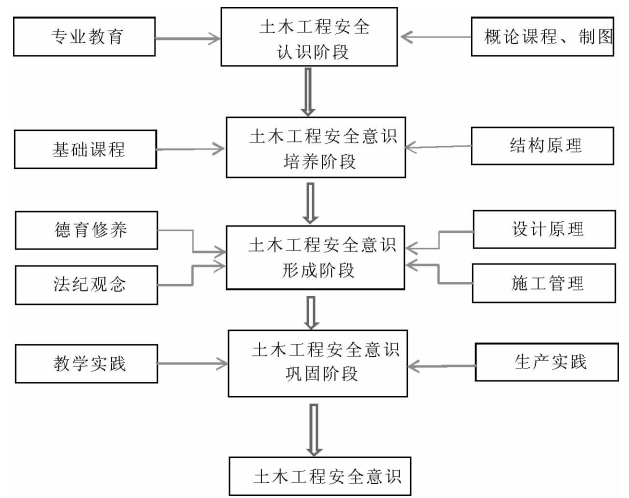 专业教育
土木工程安全
认识阶段
概论课程、制图
基础课程
土木工程安全意识
培养阶段
结构原理
德育修养
法纪观念
土木工程安全意识
形成阶段
设计原理
施工管理
教学实践
土木工程安全意识
巩固阶段
生产实践
土木工程安全意识